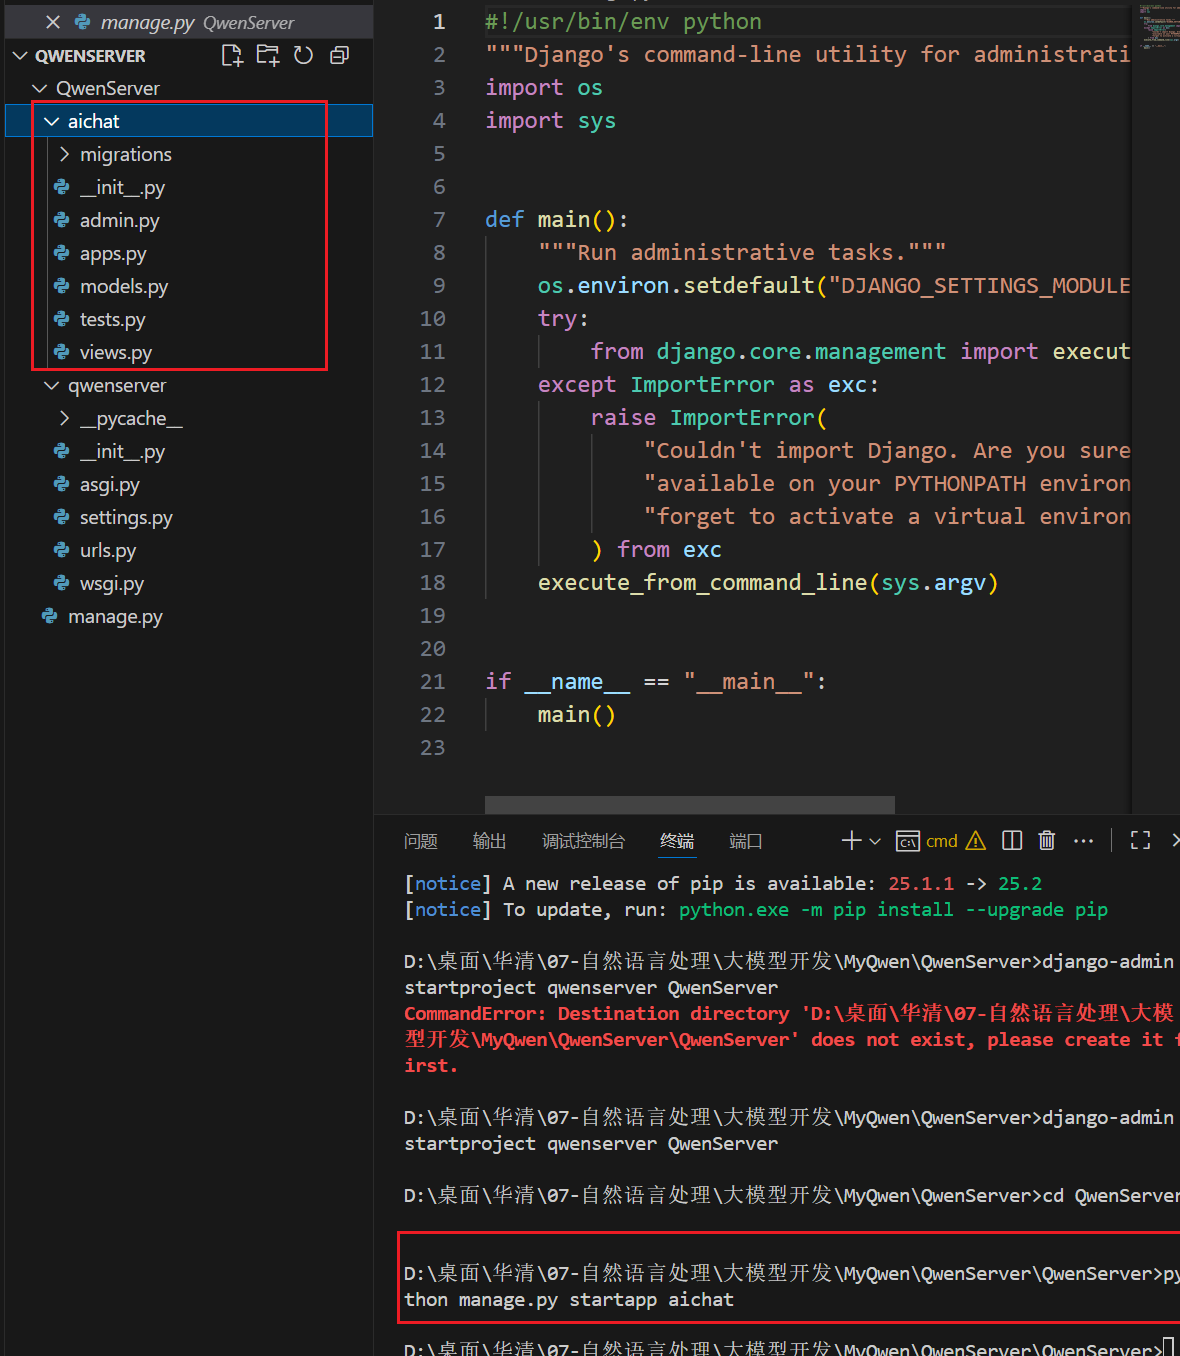 manage.py QwenServer
QWENSERVER
QwenServer
aichat
migrations
__init__.py
admin.py
apps.py
models.py
tests.py
views.py
qwenserver
__pycache__
__init__.py
asgi.py
settings.py
urls.py
wsgi.py
manage.py
1 #!/usr/bin/env python
2 """Django's command-line utility for administrati
3 import os
4 import sys
5
6
7 def main():
8 """Run administrative tasks."""
9 os.environ.setdefault("DJANGO_SETTINGS_MODULE
10 try:
11 from django.core.management import execut
12 except ImportError as exc:
13 raise ImportError(
14 "Couldn't import Django. Are you sure
15 "available on your PYTHONPATH environ
16 "forget to activate a virtual environ
17 ) from exc
18 execute_from_command_line(sys.argv)
19
20
21 if __name__ == "__main__":
22 main()
23
问题 输出 调试控制台 终端 端口 cmd
[notice] A new release of pip is available: 25.1.1 -> 25.2
[notice] To update, run: python.exe -m pip install --upgrade pip
D:\桌面\华清\07-自然语言处理\大模型开发\MyQwen\QwenServer>django-admin
startproject qwenserver QwenServer
CommandError: Destination directory 'D:\桌面\华清\07-自然语言处理\大模
型开发\MyQwen\QwenServer\QwenServer' does not exist, please create it f
irst.
D:\桌面\华清\07-自然语言处理\大模型开发\MyQwen\QwenServer>django-admin
startproject qwenserver QwenServer
D:\桌面\华清\07-自然语言处理\大模型开发\MyQwen\QwenServer>cd QwenServer
D:\桌面\华清\07-自然语言处理\大模型开发\MyQwen\QwenServer\QwenServer>py
thon manage.py startapp aichat
D:\桌面\华清\07-自然语言处理\大模型开发\MyQwen\QwenServer\QwenServer>